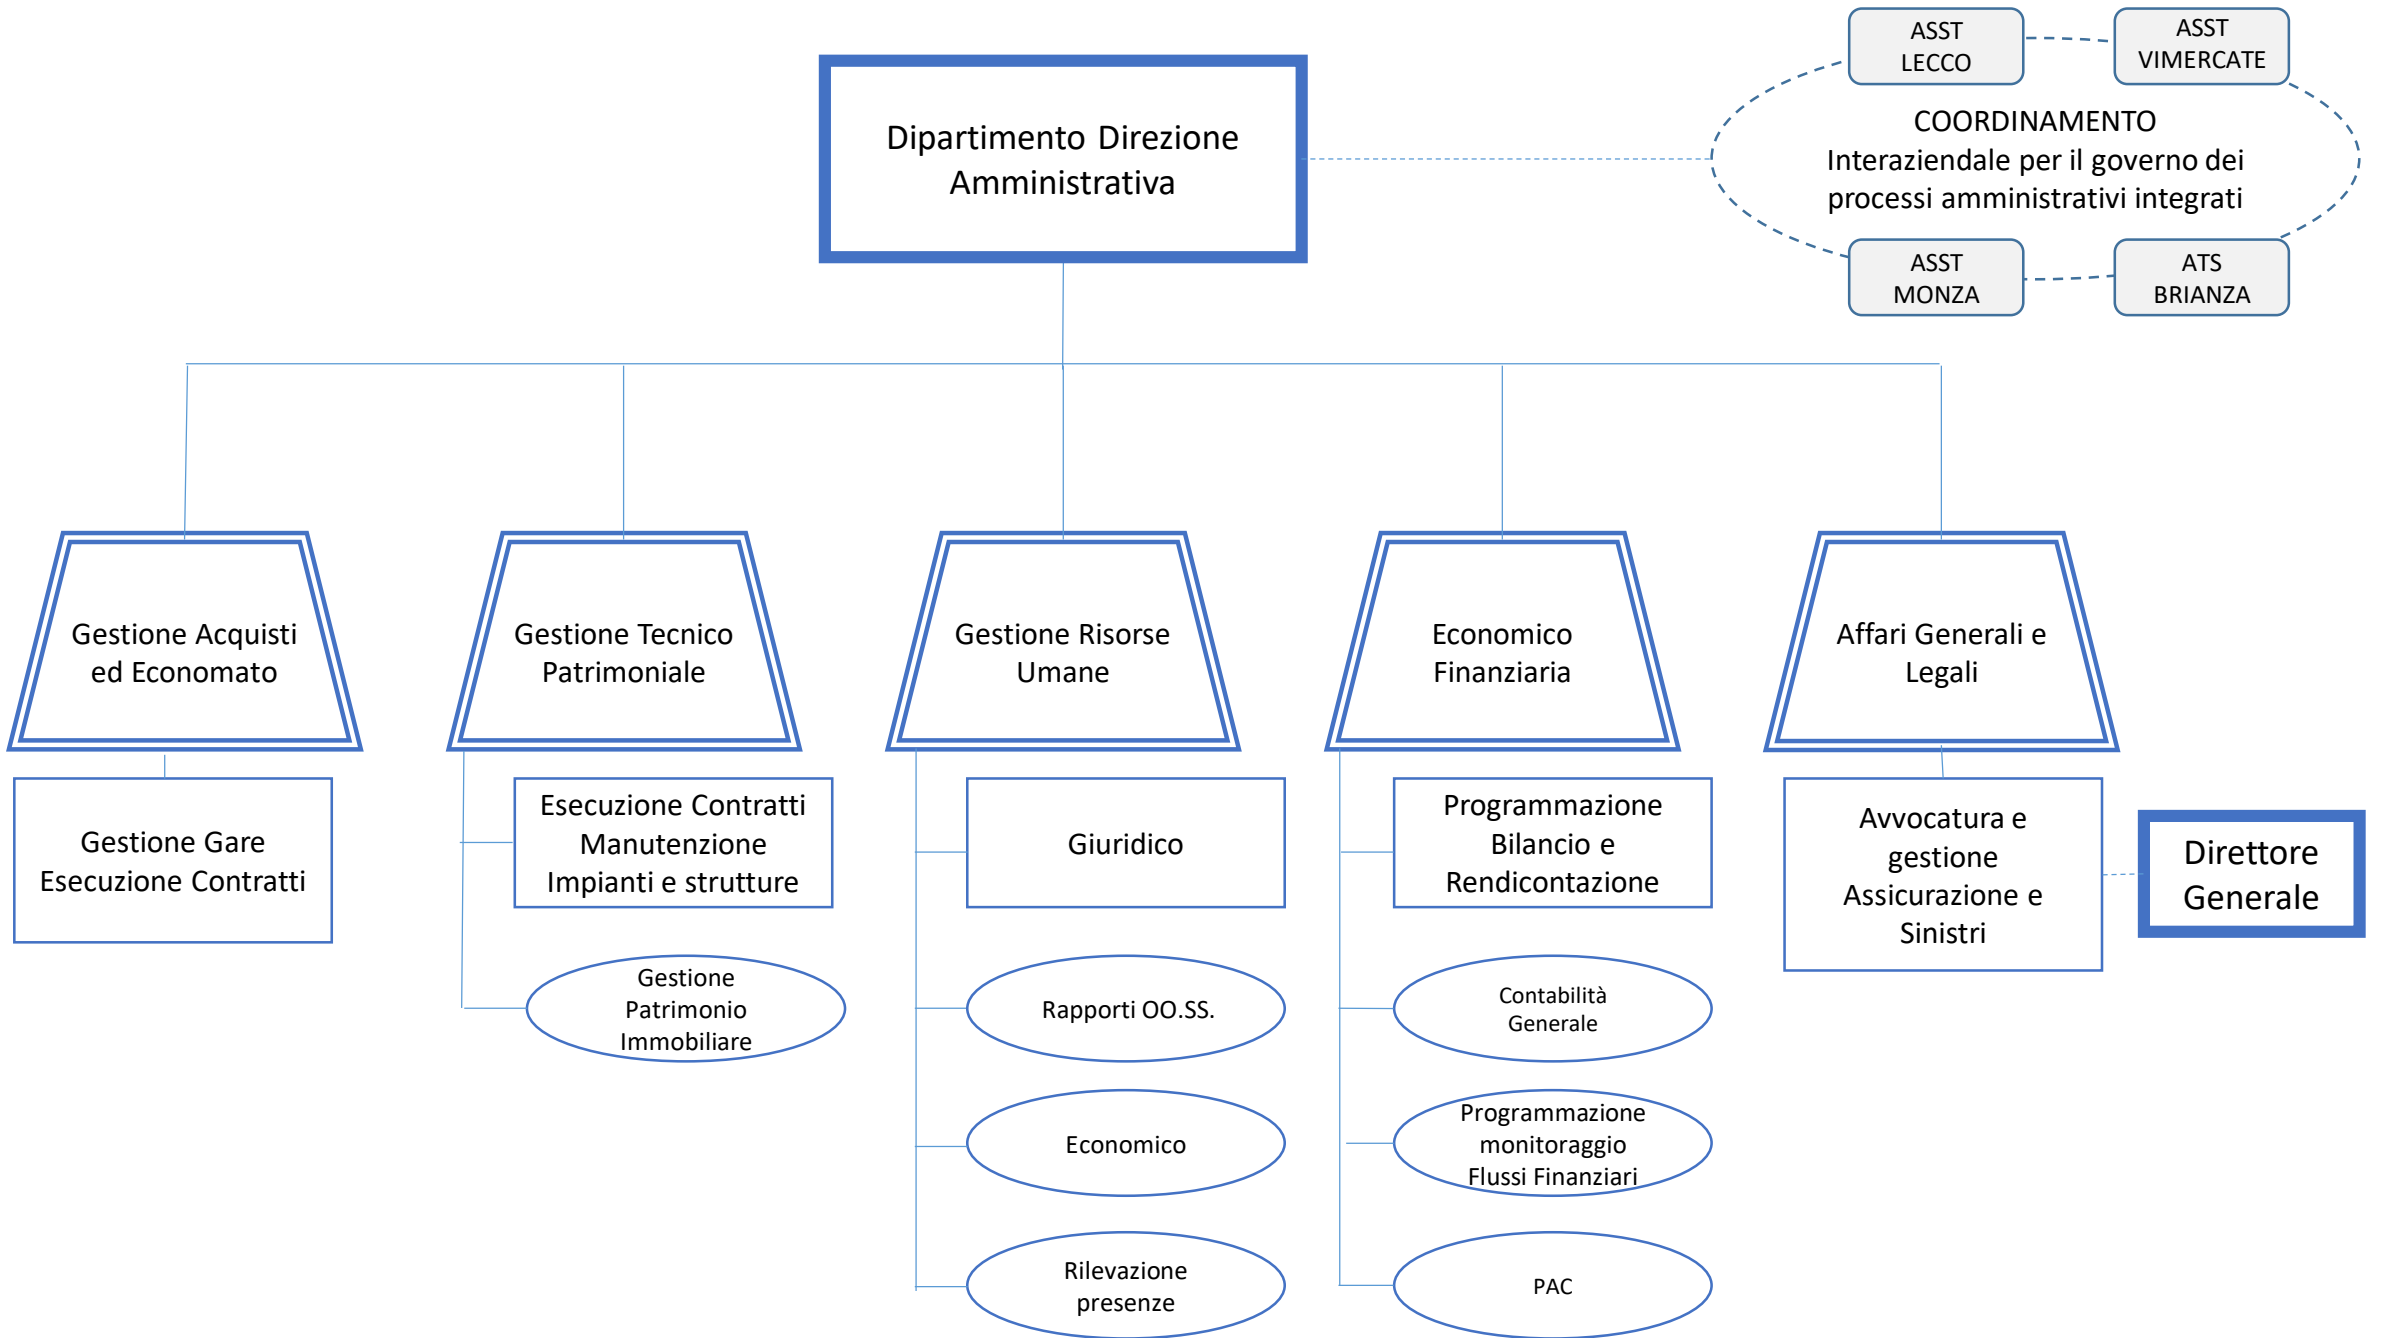 Dipartimento Direzione
Amministrativa
ASST
LECCO
ASST
VIMERCATE
COORDINAMENTO
Interaziendale per il governo dei
processi amministrativi integrati
ASST
MONZA
ATS
BRIANZA
Gestione Acquisti
ed Economato
Gestione Tecnico
Patrimoniale
Gestione Risorse
Umane
Economico
Finanziaria
Affari Generali e
Legali
Gestione Gare
Esecuzione Contratti
Esecuzione Contratti
Manutenzione
Impianti e strutture
Gestione
Patrimonio
Immobiliare
Giuridico
Rapporti OO.SS.
Economico
Rilevazione
presenze
Programmazione
Bilancio e
Rendicontazione
Contabilità
Generale
Programmazione
monitoraggio
Flussi Finanziari
PAC
Avvocatura e
gestione
Assicurazione e
Sinistri
Direttore
Generale